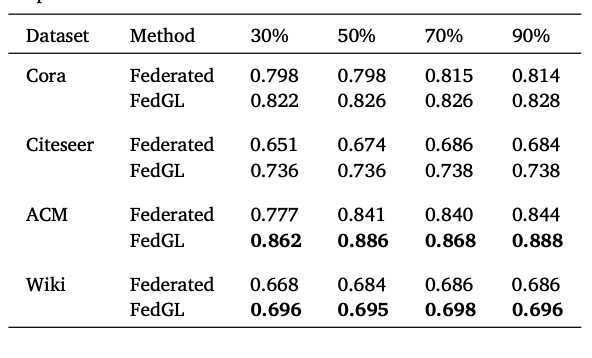 Dataset Method 30% 50% 70% 90%
Cora Federated 0.798 0.798 0.815 0.814
FedGL 0.822 0.826 0.826 0.828
Citeseer Federated 0.651 0.674 0.686 0.684
FedGL 0.736 0.736 0.738 0.738
ACM Federated 0.777 0.841 0.840 0.844
FedGL 0.862 0.886 0.868 0.888
Wiki Federated 0.668 0.684 0.686 0.686
FedGL 0.696 0.695 0.698 0.696